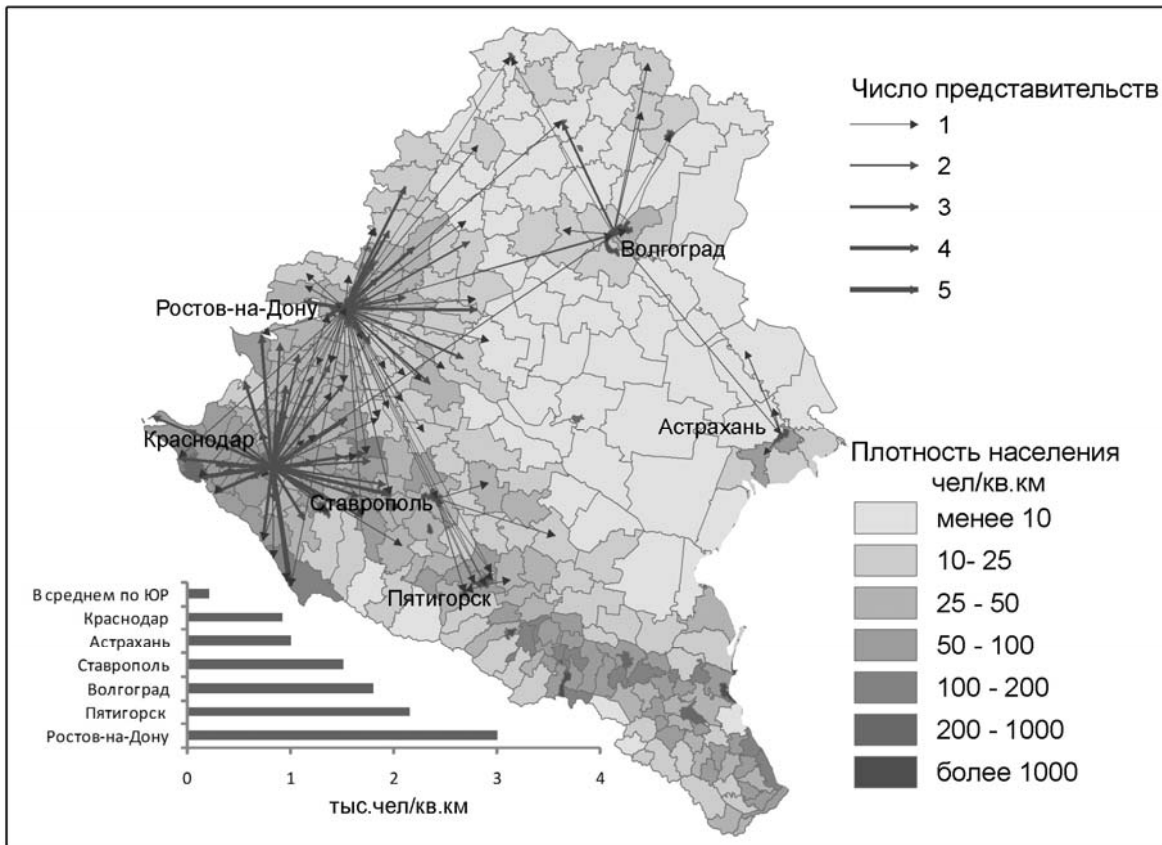 Число представительств
1
2
3
4
5
Волгоград
Ростов-на-Дону
Астрахань
Краснодар
Ставрополь
Пятигорск
Плотность населения
чел/кв.км
менее 10
10- 25
25 - 50
50 - 100
100 - 200
200 - 1000
более 1000
В среднем по ЮР
Краснодар
Астрахань
Ставрополь
Волгоград
Пятигорск
Ростов-на-Дону
0 1 2 3 4
тыс.чел/кв.км